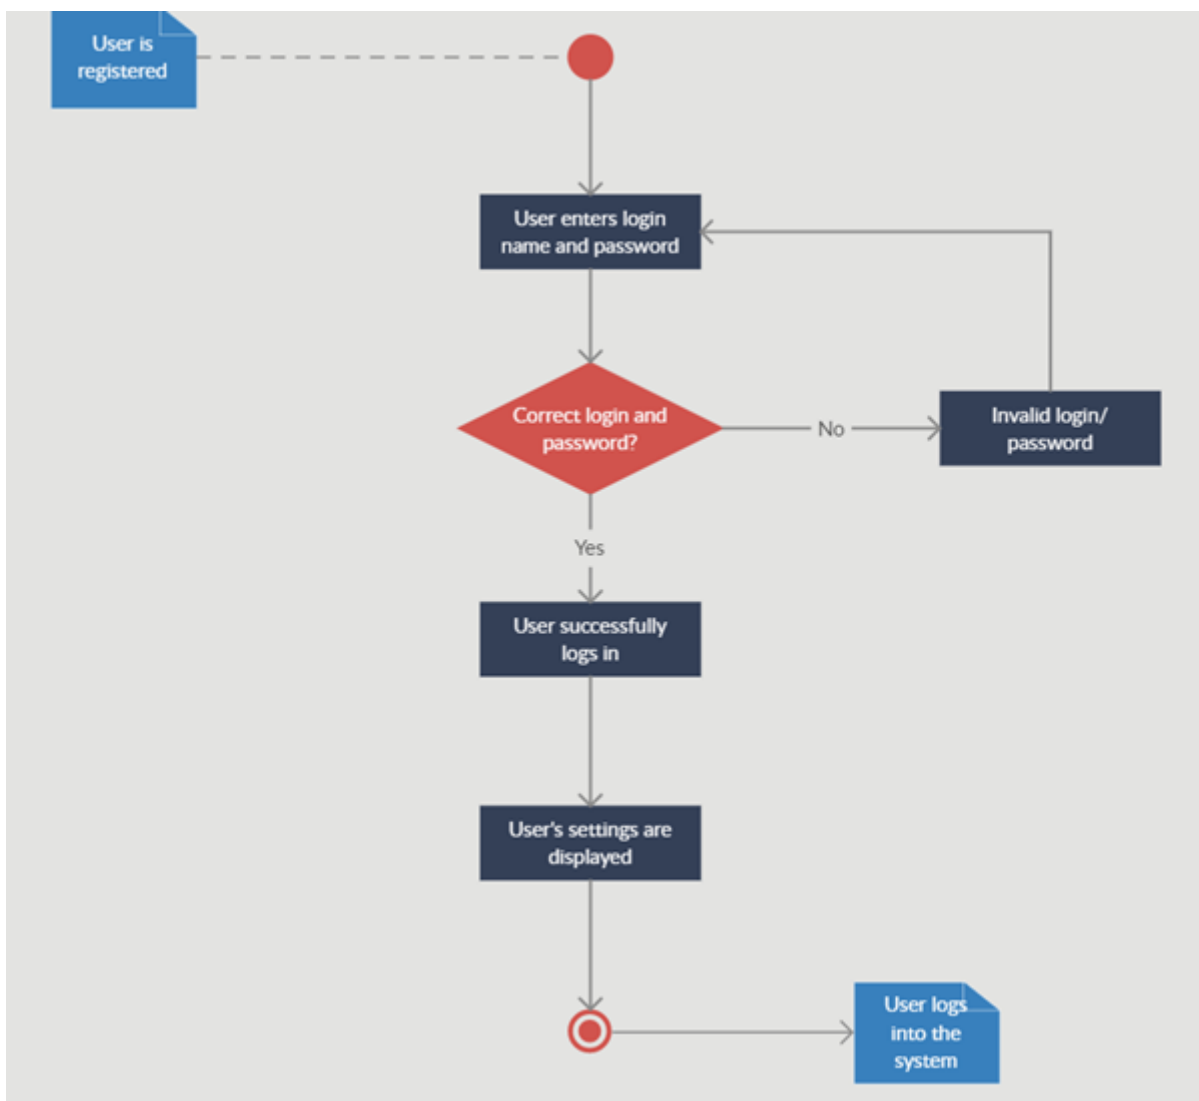 User is
registered
User enters login
name and password
Correct login and
password?
No
Invalid login/
password
Yes
User successfully
logs in
User's settings are
displayed
User logs
into the
system